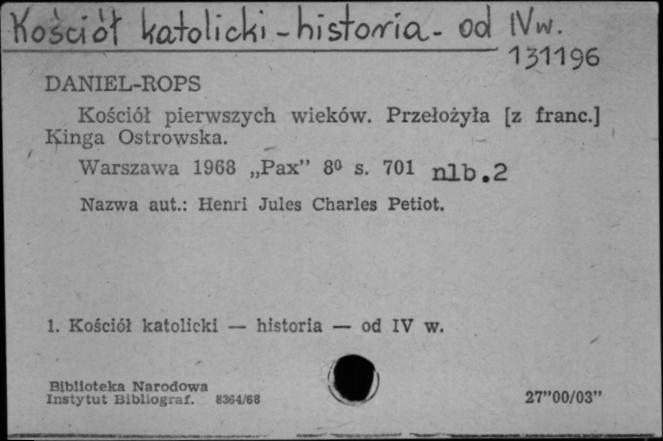 Kościół katolicki - historia - od IV w.
131196
DANIEL-ROPS
Kościół pierwszych wieków. Przełożyła [z franc.]
Kinga Ostrowska.
Warszawa 1968 „Pax” 8⁰ s. 701 nlb.2
Nazwa aut.: Henri Jules Charles Petiot.
1. Kościół katolicki — historia — od IV w.
Biblioteka Narodowa
Instytut Bibliograf. 8364/68
27”00/03”